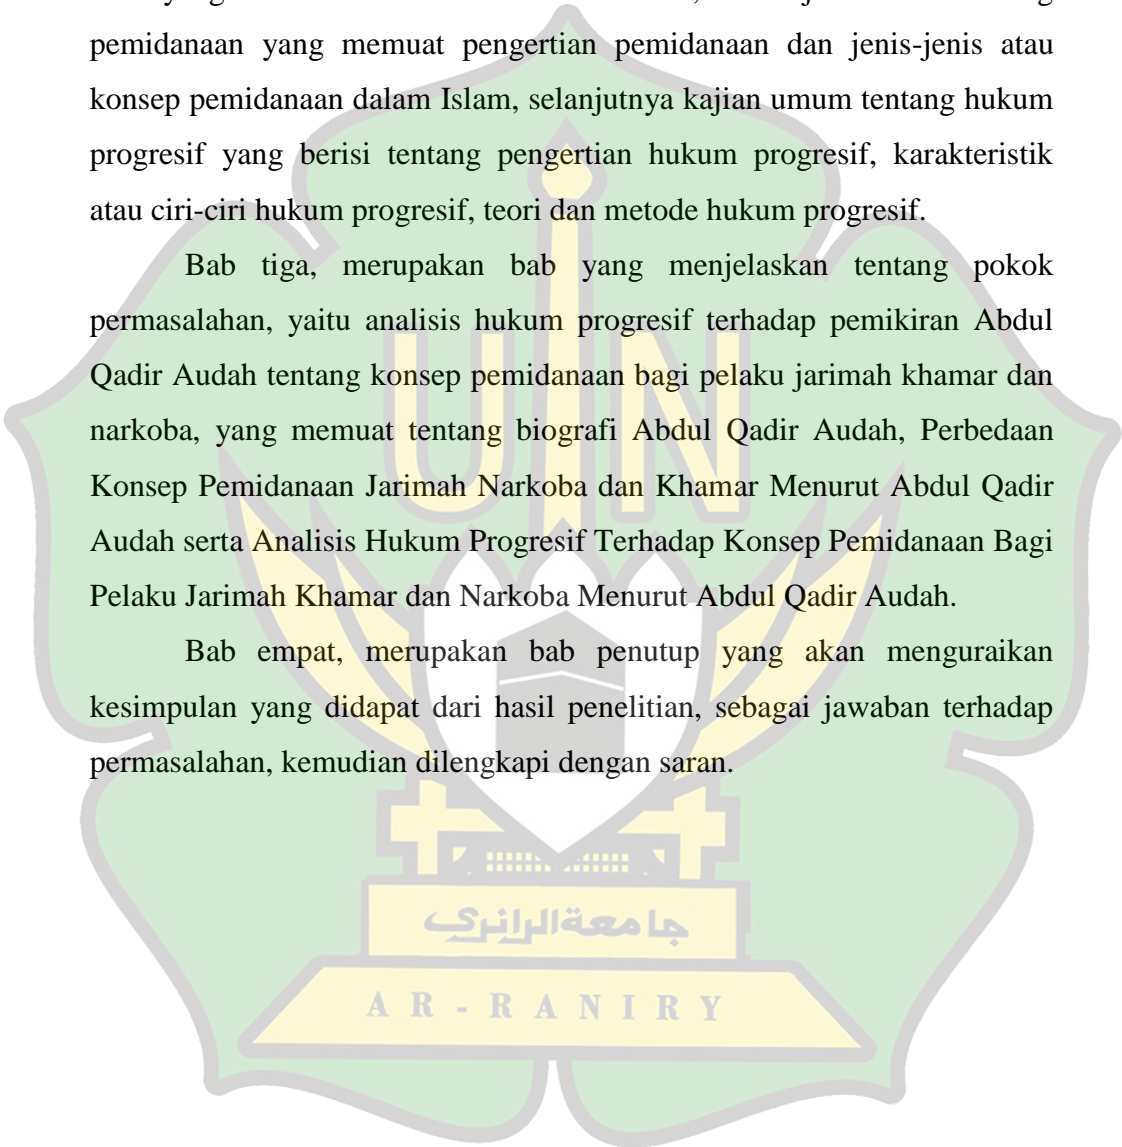 pemidanaan yang memuat pengertian pemidanaan dan jenis-jenis atau
konsep pemidanaan dalam Islam, selanjutnya kajian umum tentang hukum
progresif yang berisi tentang pengertian hukum progresif, karakteristik
atau ciri-ciri hukum progresif, teori dan metode hukum progresif.
Bab tiga, merupakan bab yang menjelaskan tentang pokok
permasalahan, yaitu analisis hukum progresif terhadap pemikiran Abdul
Qadir Audah tentang konsep pemidanaan bagi pelaku jarimah khamar dan
narkoba, yang memuat tentang biografi Abdul Qadir Audah, Perbedaan
Konsep Pemidanaan Jarimah Narkoba dan Khamar Menurut Abdul Qadir
Audah serta Analisis Hukum Progresif Terhadap Konsep Pemidanaan Bagi
Pelaku Jarimah Khamar dan Narkoba Menurut Abdul Qadir Audah.
Bab empat, merupakan bab penutup yang akan menguraikan
kesimpulan yang didapat dari hasil penelitian, sebagai jawaban terhadap
permasalahan, kemudian dilengkapi dengan saran.
UIN
جامعة الرانري
AR-RANIRY